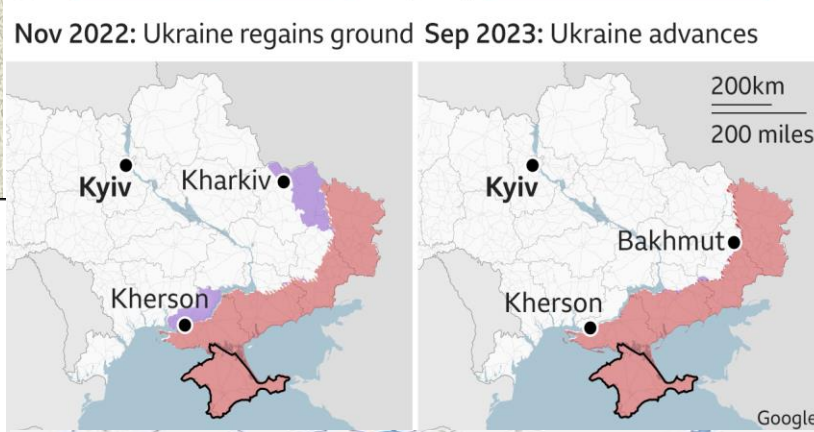 Nov 2022: Ukraine regains ground
Sep 2023: Ukraine advances
Kyiv
Kharkiv
Kherson
200km
200 miles
Kyiv
Bakhmut
Kherson
Google